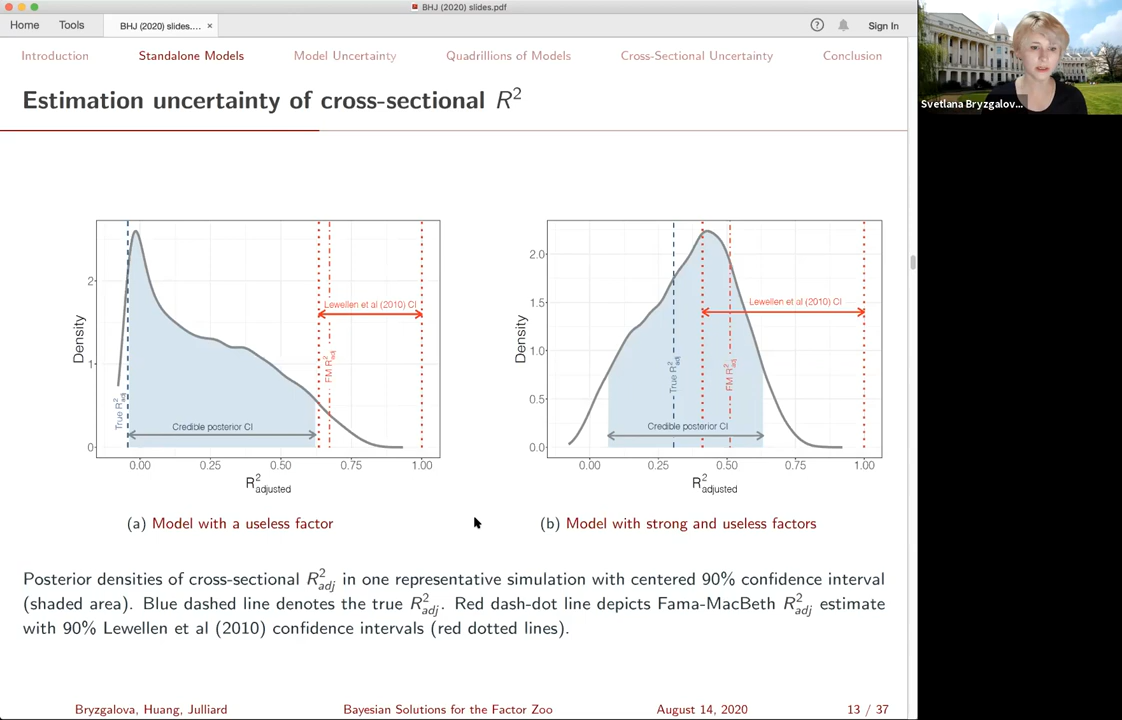 BHJ (2020) slides.pdf
Home
Tools
BHJ (2020) slides....
×
?
Sign In
Introduction
Standalone Models
Model Uncertainty
Quadrillions of Models
Cross-Sectional Uncertainty
Conclusion
Svetlana Bryzgalov...
Estimation uncertainty of cross-sectional R²
Density
2
1
0
Lewellen et al (2010) CI
FM R²adj
True R²adj
Credible posterior CI
0.00
0.25
0.50
0.75
1.00
R²adjusted
(a) Model with a useless factor
Density
2.0
1.5
1.0
0.5
0.0
Lewellen et al (2010) CI
True R²adj
FM R²adj
Credible posterior CI
0.00
0.25
0.50
0.75
1.00
R²adjusted
(b) Model with strong and useless factors
Posterior densities of cross-sectional R²adj in one representative simulation with centered 90% confidence interval
(shaded area). Blue dashed line denotes the true R²adj. Red dash-dot line depicts Fama-MacBeth R²adj estimate
with 90% Lewellen et al (2010) confidence intervals (red dotted lines).
Bryzgalova, Huang, Julliard
Bayesian Solutions for the Factor Zoo
August 14, 2020
13 / 37